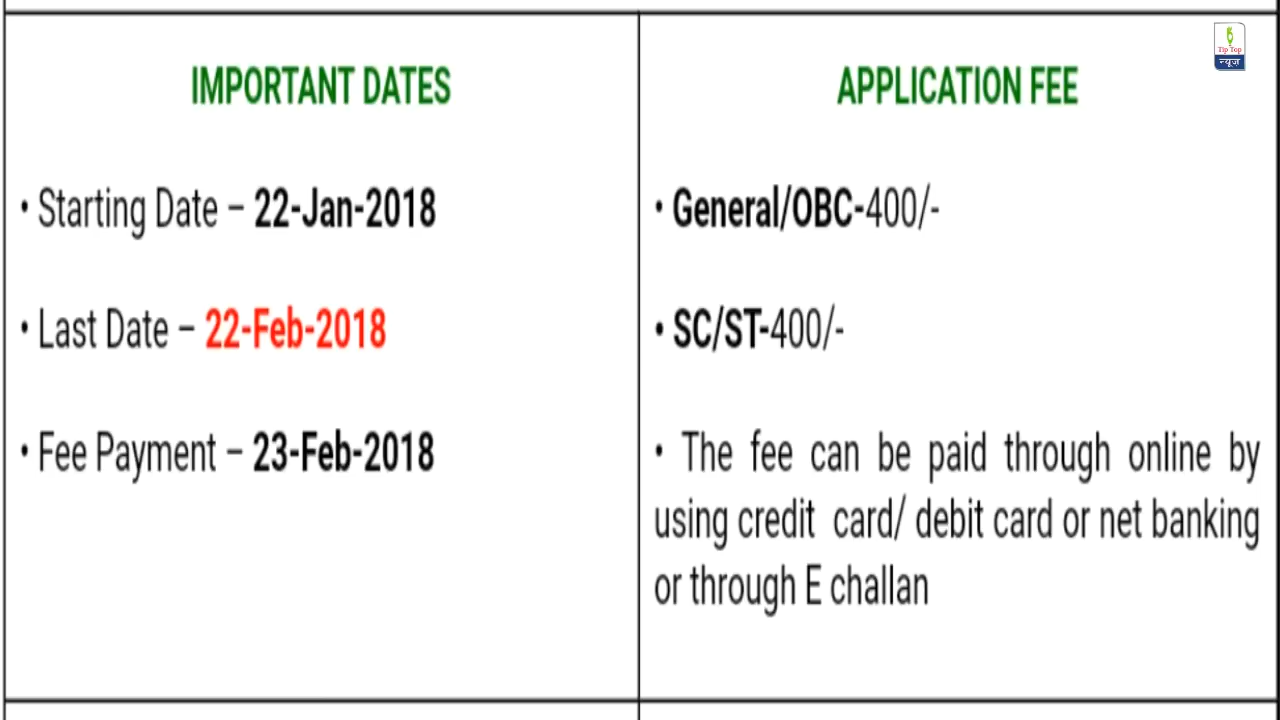 IMPORTANT DATES
• Starting Date – 22-Jan-2018
• Last Date – 22-Feb-2018
• Fee Payment – 23-Feb-2018
Tip Top
न्यूज़
APPLICATION FEE
• General/OBC-400/-
• SC/ST-400/-
• The fee can be paid through online by
using credit card/ debit card or net banking
or through E challan